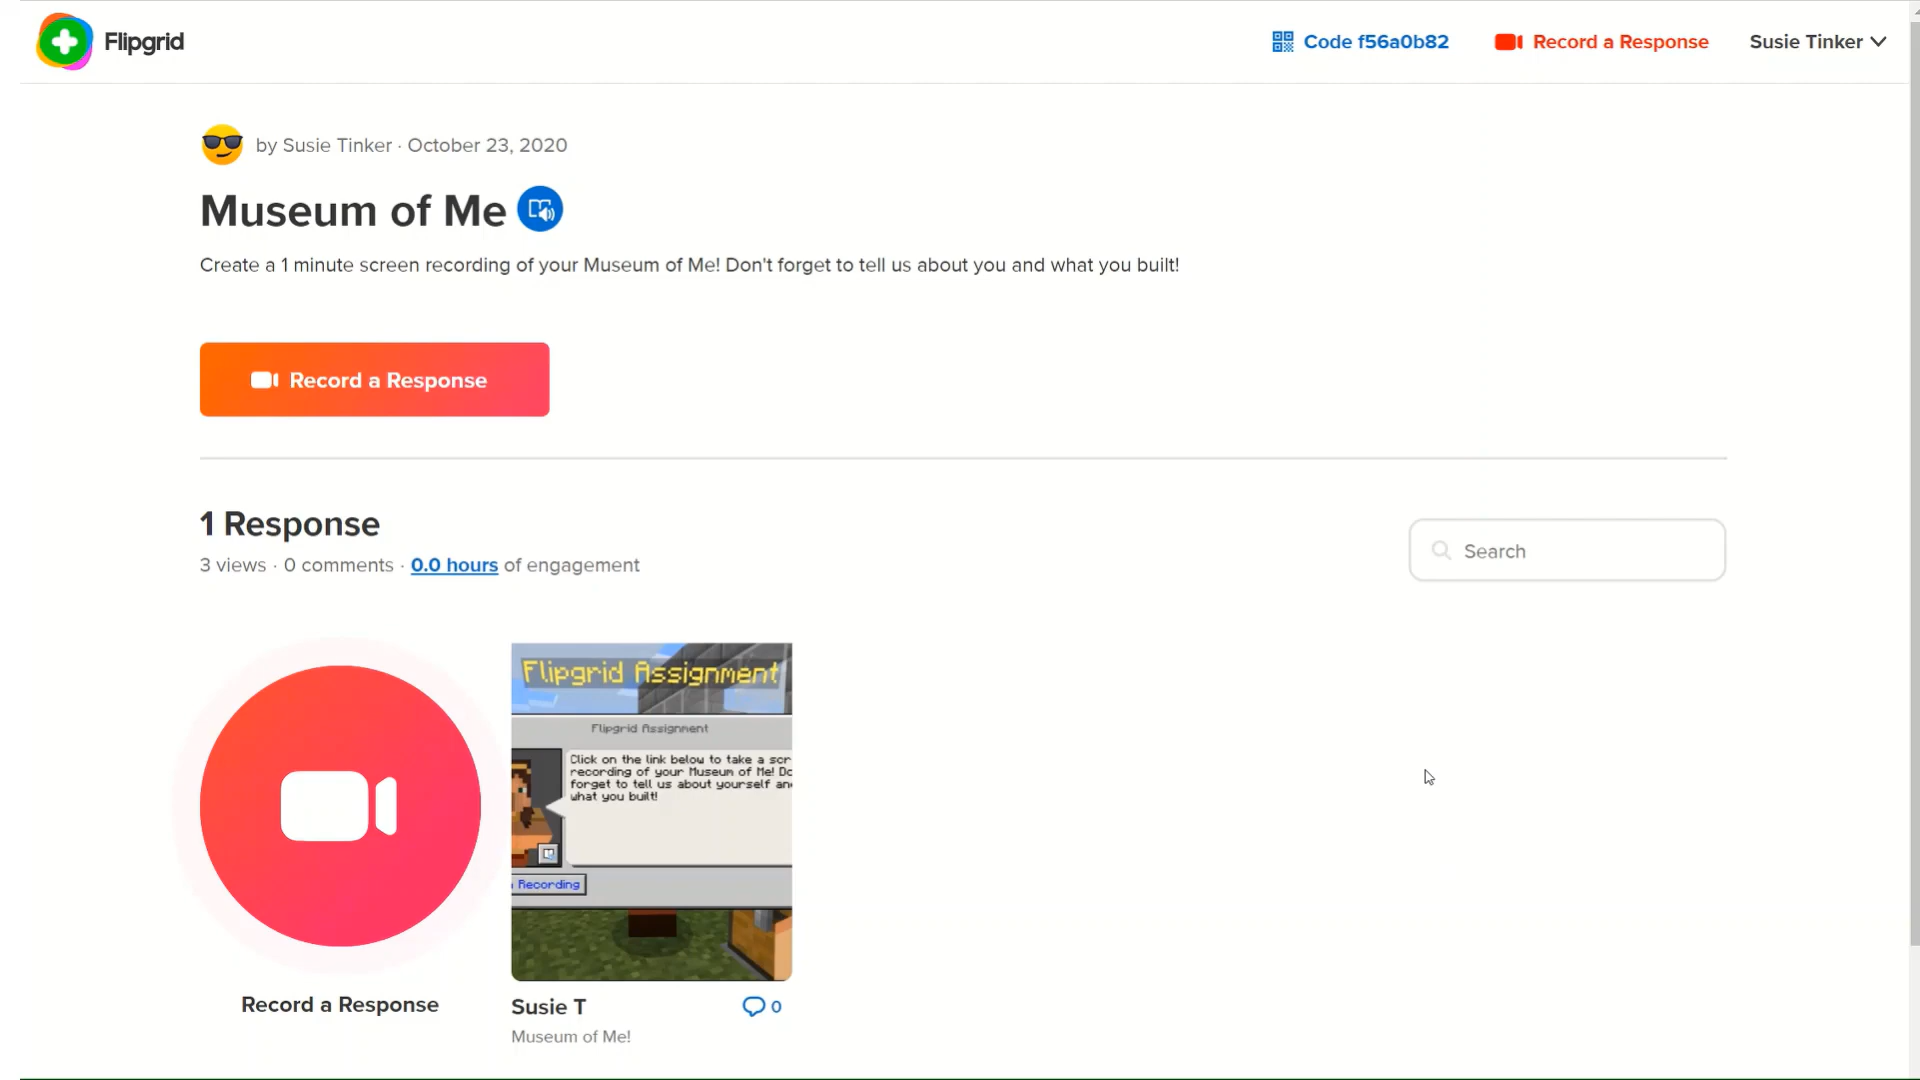 Flipgrid
Code f56a0b82
Record a Response
Susie Tinker
by Susie Tinker · October 23, 2020
Museum of Me
Create a 1 minute screen recording of your Museum of Me! Don't forget to tell us about you and what you built!
Record a Response
1 Response
3 views · 0 comments · 0.0 hours of engagement
Search
Flipgrid Assignment
Flipgrid Assignment
Click on the link below to take a scr
recording of your Museum of Me! Do
forget to tell us about yourself an
what you built!
Recording
Record a Response
Susie T
0
Museum of Me!